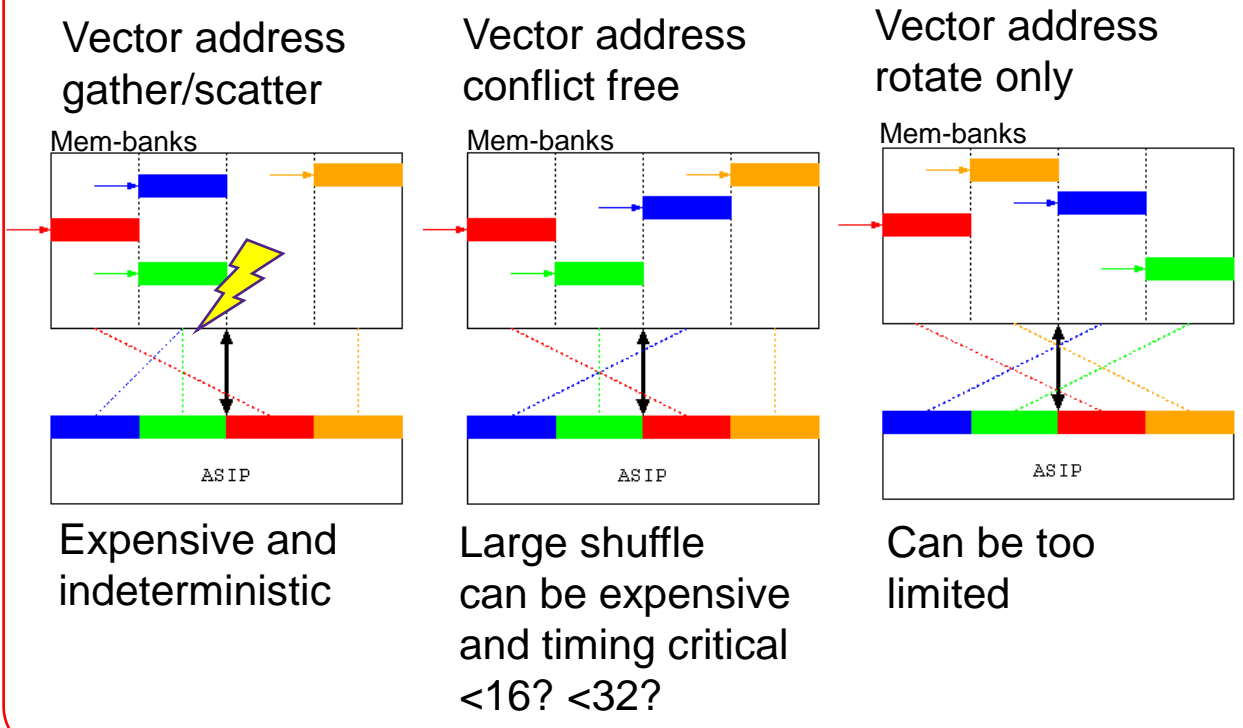 Vector address
gather/scatter
Mem-banks
ASIP
Expensive and
indeterministic
Vector address
conflict free
Mem-banks
ASIP
Large shuffle
can be expensive
and timing critical
<16? <32?
Vector address
rotate only
Mem-banks
ASIP
Can be too
limited